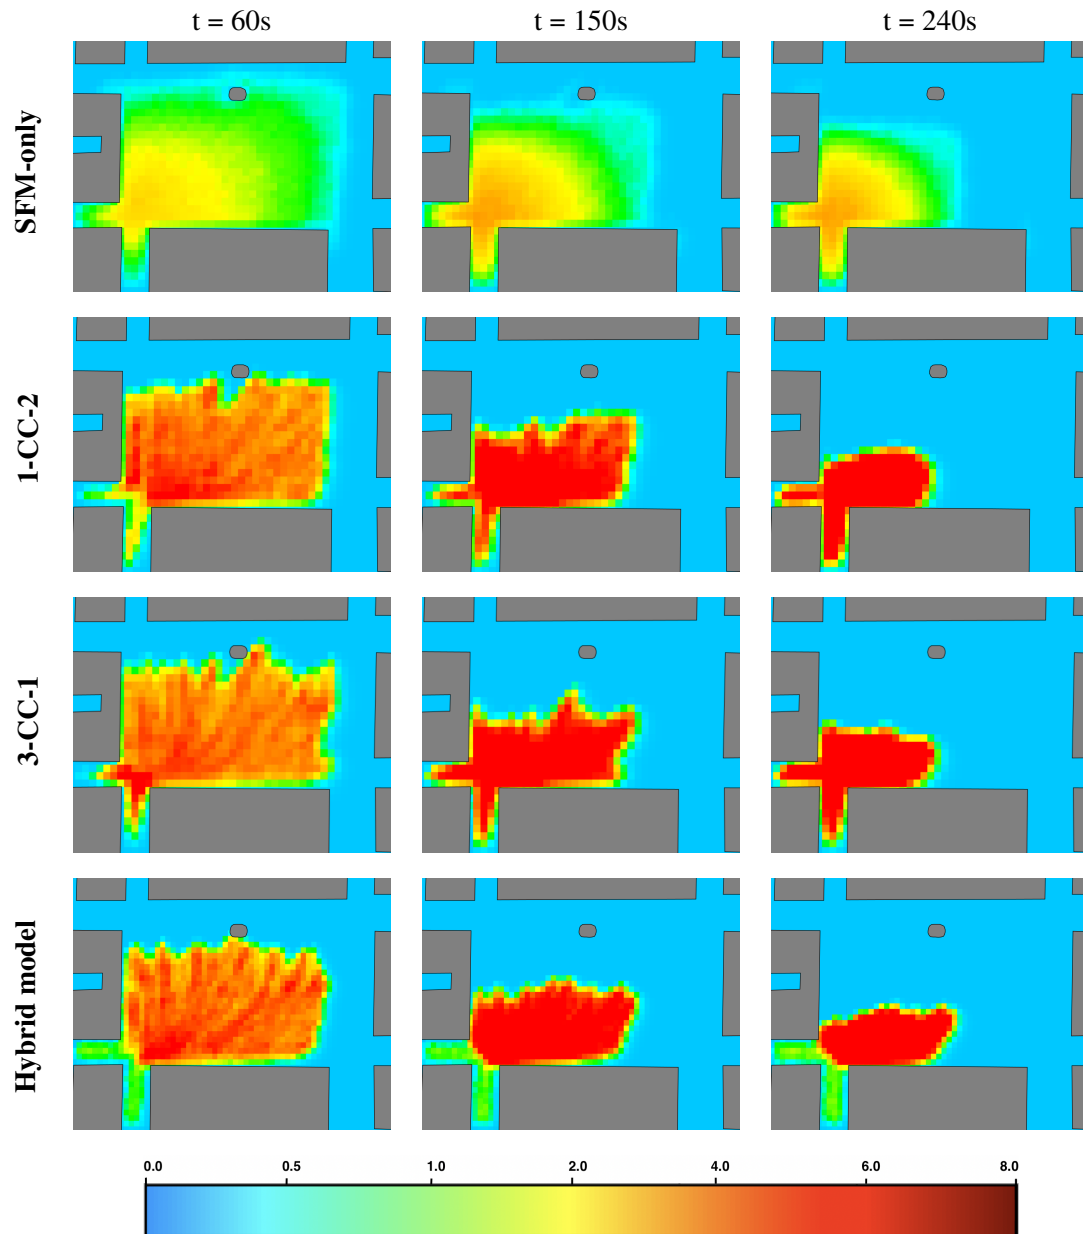 t = 60s t = 150s t = 240s
SFM-only
1-CC-2
3-CC-1
Hybrid model
0.0 0.5 1.0 2.0 4.0 6.0 8.0